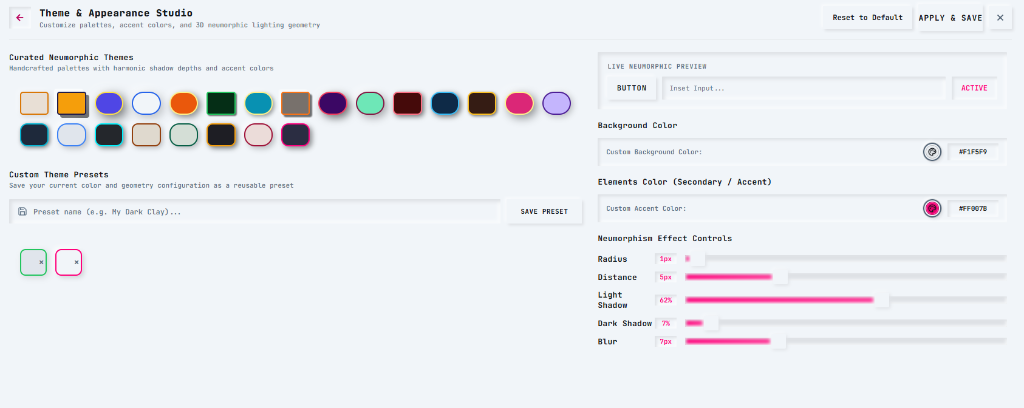 Theme & Appearance Studio
Customize palettes, accent colors, and 3D neumorphic lighting geometry
Reset to Default
APPLY & SAVE
Curated Neumorphic Themes
Handcrafted palettes with harmonic shadow depths and accent colors
Custom Theme Presets
Save your current color and geometry configuration as a reusable preset
Preset name (e.g. My Dark Clay)...
SAVE PRESET
LIVE NEUMORPHIC PREVIEW
BUTTON
Inset Input...
ACTIVE
Background Color
Custom Background Color:
#F1F5F9
Elements Color (Secondary / Accent)
Custom Accent Color:
#FF007B
Neumorphism Effect Controls
Radius 1px
Distance 5px
Light
Shadow 62%
Dark Shadow 7%
Blur 7px